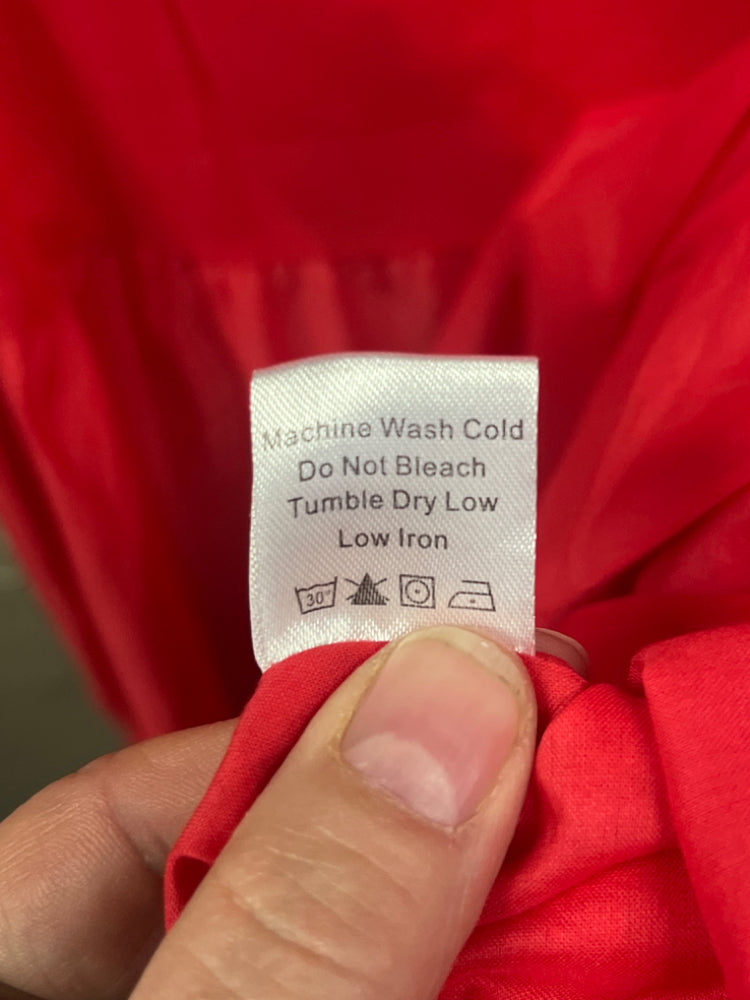 Machine Wash Cold
Do Not Bleach
Tumble Dry Low
Low Iron
30°